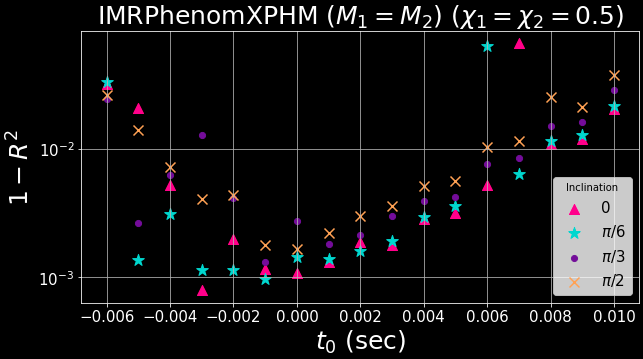 IMRPhenomXPHM (M₁ = M₂) (χ₁ = χ₂ = 0.5)
1 − R²
10⁻²
10⁻³
Inclination
0
π/6
π/3
π/2
−0.006 −0.004 −0.002 0.000 0.002 0.004 0.006 0.008 0.010
t₀ (sec)